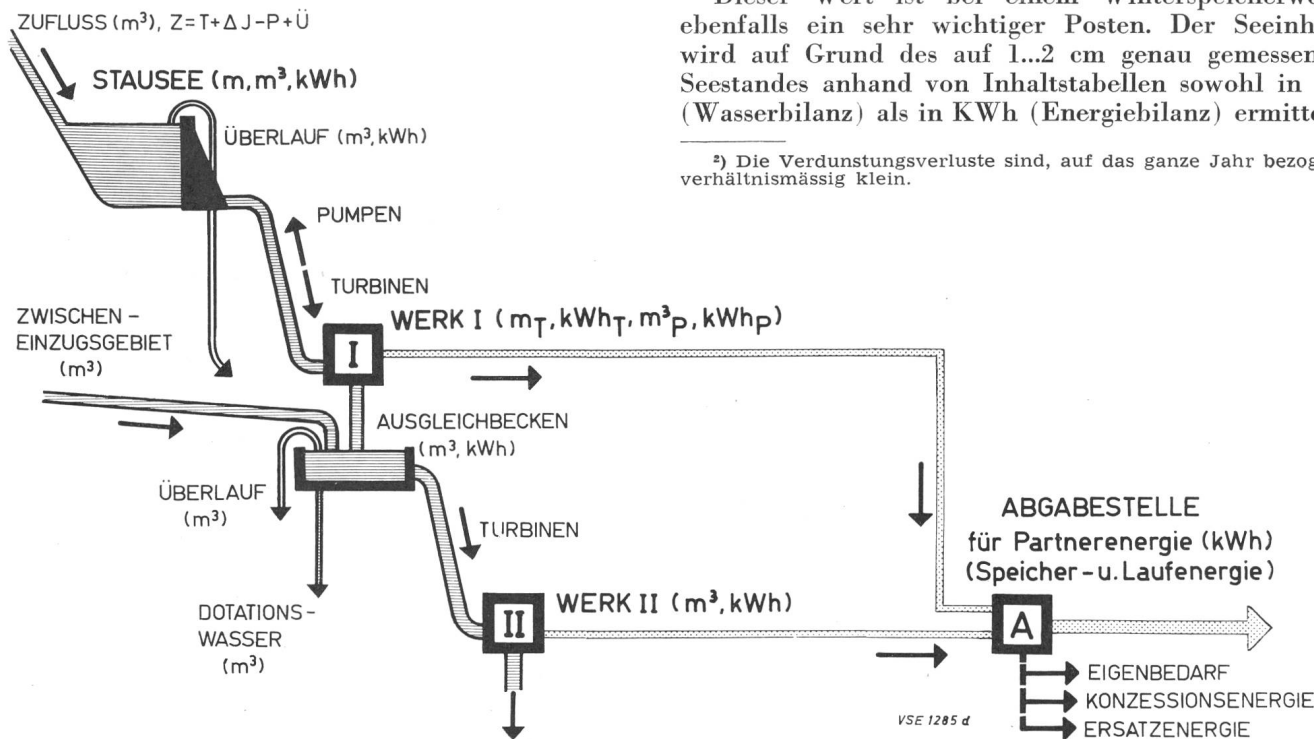 ZUFLUSS (m³), Z=T+ΔJ–P+Ü
STAUSEE (m, m³, kWh)
ÜBERLAUF (m³, kWh)
PUMPEN
TURBINEN
WERK I (m_T, kWh_T, m³_P, kWh_P)
I
ZWISCHEN –
EINZUGSGEBIET
(m³)
AUSGLEICHBECKEN
(m³, kWh)
ÜBERLAUF
(m³)
TURBINEN
DOTATIONS –
WASSER
(m³)
WERK II (m³, kWh)
II
ABGABESTELLE
für Partnerenergie (kWh)
(Speicher – u. Laufenergie)
A
EIGENBEDARF
KONZESSIONSENERGIE
ERSATZENERGIE
VSE 1285 d
ebenfalls ein sehr wichtiger Posten. Der Seeinh
wird auf Grund des auf 1...2 cm genau gemessen
Seestandes anhand von Inhaltstabellen sowohl in
(Wasserbilanz) als in KWh (Energiebilanz) ermitte
²) Die Verdunstungsverluste sind, auf das ganze Jahr bezog
verhältnismässig klein.